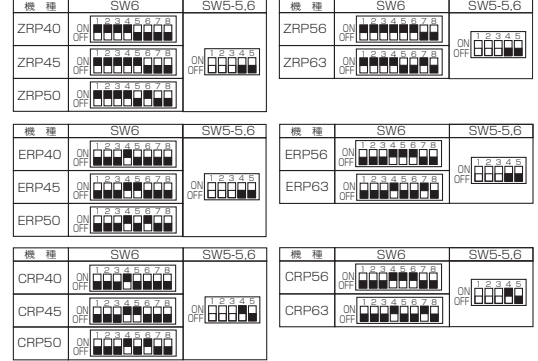 機 種 SW6 SW5-5,6
ZRP40 ON OFF 1 2 3 4 5 6 7 8
ZRP45 ON OFF 1 2 3 4 5 6 7 8 ON OFF 1 2 3 4 5
ZRP50 ON OFF 1 2 3 4 5 6 7 8
機 種 SW6 SW5-5,6
ZRP56 ON OFF 1 2 3 4 5 6 7 8 ON OFF 1 2 3 4 5
ZRP63 ON OFF 1 2 3 4 5 6 7 8
機 種 SW6 SW5-5,6
ERP40 ON OFF 1 2 3 4 5 6 7 8
ERP45 ON OFF 1 2 3 4 5 6 7 8 ON OFF 1 2 3 4 5
ERP50 ON OFF 1 2 3 4 5 6 7 8
機 種 SW6 SW5-5,6
ERP56 ON OFF 1 2 3 4 5 6 7 8 ON OFF 1 2 3 4 5
ERP63 ON OFF 1 2 3 4 5 6 7 8
機 種 SW6 SW5-5,6
CRP40 ON OFF 1 2 3 4 5 6 7 8
CRP45 ON OFF 1 2 3 4 5 6 7 8 ON OFF 1 2 3 4 5
CRP50 ON OFF 1 2 3 4 5 6 7 8
機 種 SW6 SW5-5,6
CRP56 ON OFF 1 2 3 4 5 6 7 8 ON OFF 1 2 3 4 5
CRP63 ON OFF 1 2 3 4 5 6 7 8